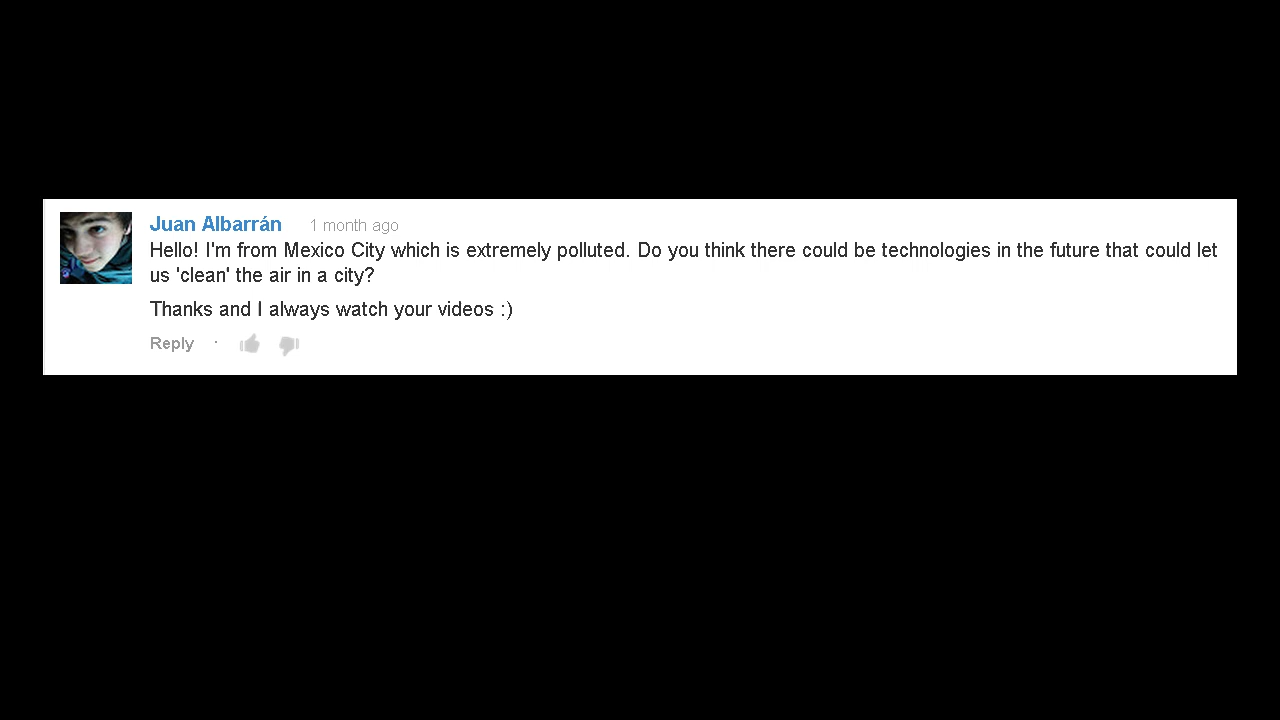 Juan Albarrán 1 month ago
Hello! I'm from Mexico City which is extremely polluted. Do you think there could be technologies in the future that could let
us 'clean' the air in a city?
Thanks and I always watch your videos :)
Reply ·